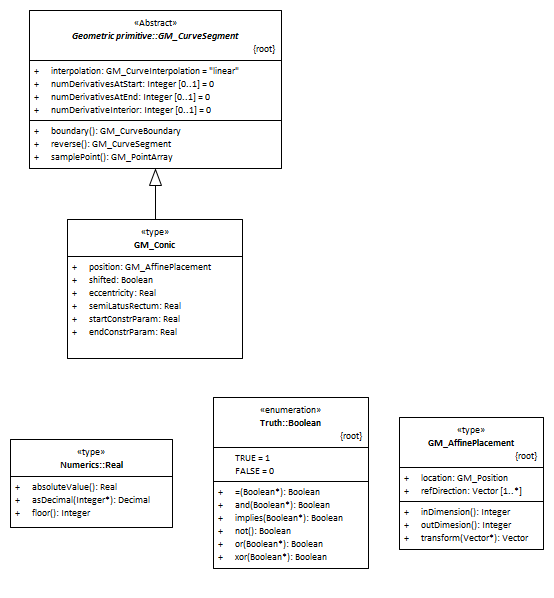 «Abstract»
Geometric primitive::GM_CurveSegment
{root}
+ interpolation: GM_CurveInterpolation = "linear"
+ numDerivativesAtStart: Integer [0..1] = 0
+ numDerivativesAtEnd: Integer [0..1] = 0
+ numDerivativeInterior: Integer [0..1] = 0
+ boundary(): GM_CurveBoundary
+ reverse(): GM_CurveSegment
+ samplePoint(): GM_PointArray
«type»
GM_Conic
+ position: GM_AffinePlacement
+ shifted: Boolean
+ eccentricity: Real
+ semiLatusRectum: Real
+ startConstrParam: Real
+ endConstrParam: Real
«type»
Numerics::Real
+ absoluteValue(): Real
+ asDecimal(Integer*): Decimal
+ floor(): Integer
«enumeration»
Truth::Boolean
{root}
TRUE = 1
FALSE = 0
+ =(Boolean*): Boolean
+ and(Boolean*): Boolean
+ implies(Boolean*): Boolean
+ not(): Boolean
+ or(Boolean*): Boolean
+ xor(Boolean*): Boolean
«type»
GM_AffinePlacement
{root}
+ location: GM_Position
+ refDirection: Vector [1..*]
+ inDimension(): Integer
+ outDimesion(): Integer
+ transform(Vector*): Vector